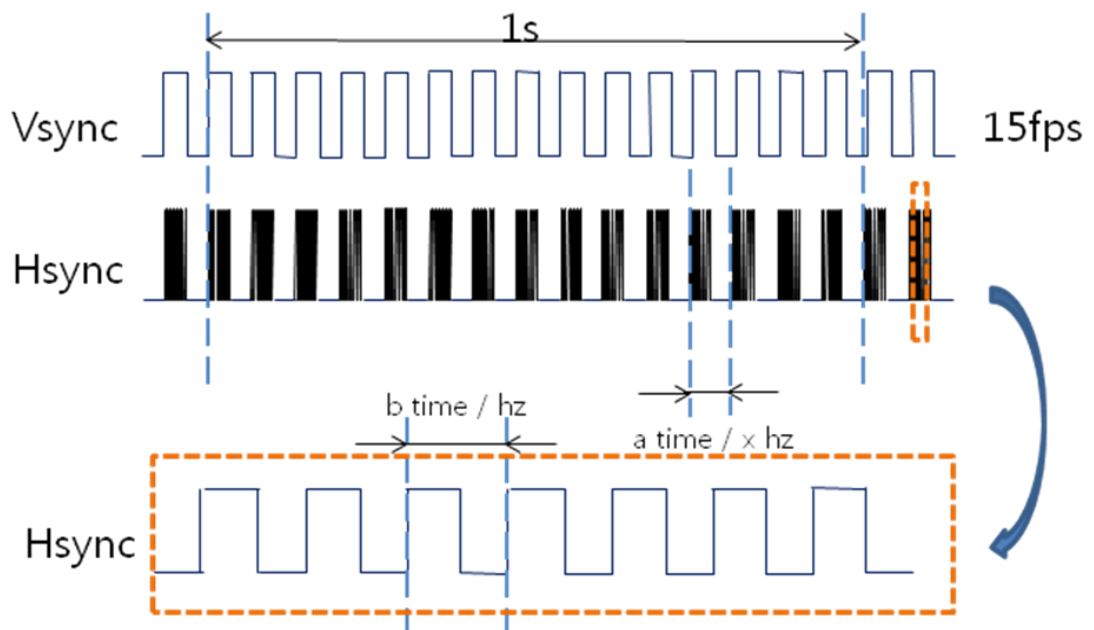 1s
Vsync
15fps
Hsync
b time / hz
a time / x hz
Hsync